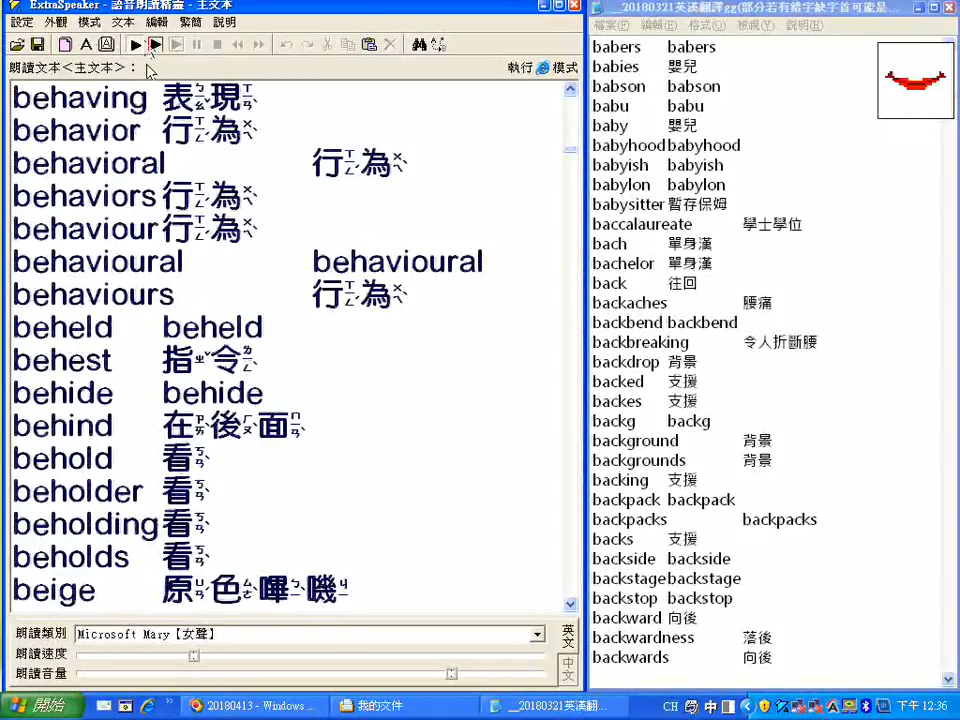 ExtraSpeaker - 語音朗讀精靈 - 主文本
設定 外觀 模式 文本 編輯 繁簡 說明
朗讀文本<主文本>： 執行 模式
behaving 表現
behavior 行為
behavioral 行為
behaviors 行為
behaviour 行為
behavioural behavioural
behaviours 行為
beheld beheld
behest 指令
behide behide
behind 在後面
behold 看
beholder 看
beholding 看
beholds 看
beige 原色嗶嘰
朗讀類別 Microsoft Mary【女聲】 英文
朗讀速度
朗讀音量 中文
__20180321英漢翻譯gg(部分若有錯字缺字首可能是
檔案(F) 編輯(E) 格式(O) 檢視(V) 說明(H)
babers babers
babies 嬰兒
babson babson
babu babu
baby 嬰兒
babyhood babyhood
babyish babyish
babylon babylon
babysitter 暫存保姆
baccalaureate 學士學位
bach 單身漢
bachelor 單身漢
back 往回
backaches 腰痛
backbend backbend
backbreaking 令人折斷腰
backdrop 背景
backed 支援
backes 支援
backg backg
background 背景
backgrounds 背景
backing 支援
backpack backpack
backpacks backpacks
backs 支援
backside backside
backstage backstage
backstop backstop
backward 向後
backwardness 落後
backwards 向後
開始 20180413 - Windows ... 我的文件 __20180321英漢翻... CH 中 下午 12:36